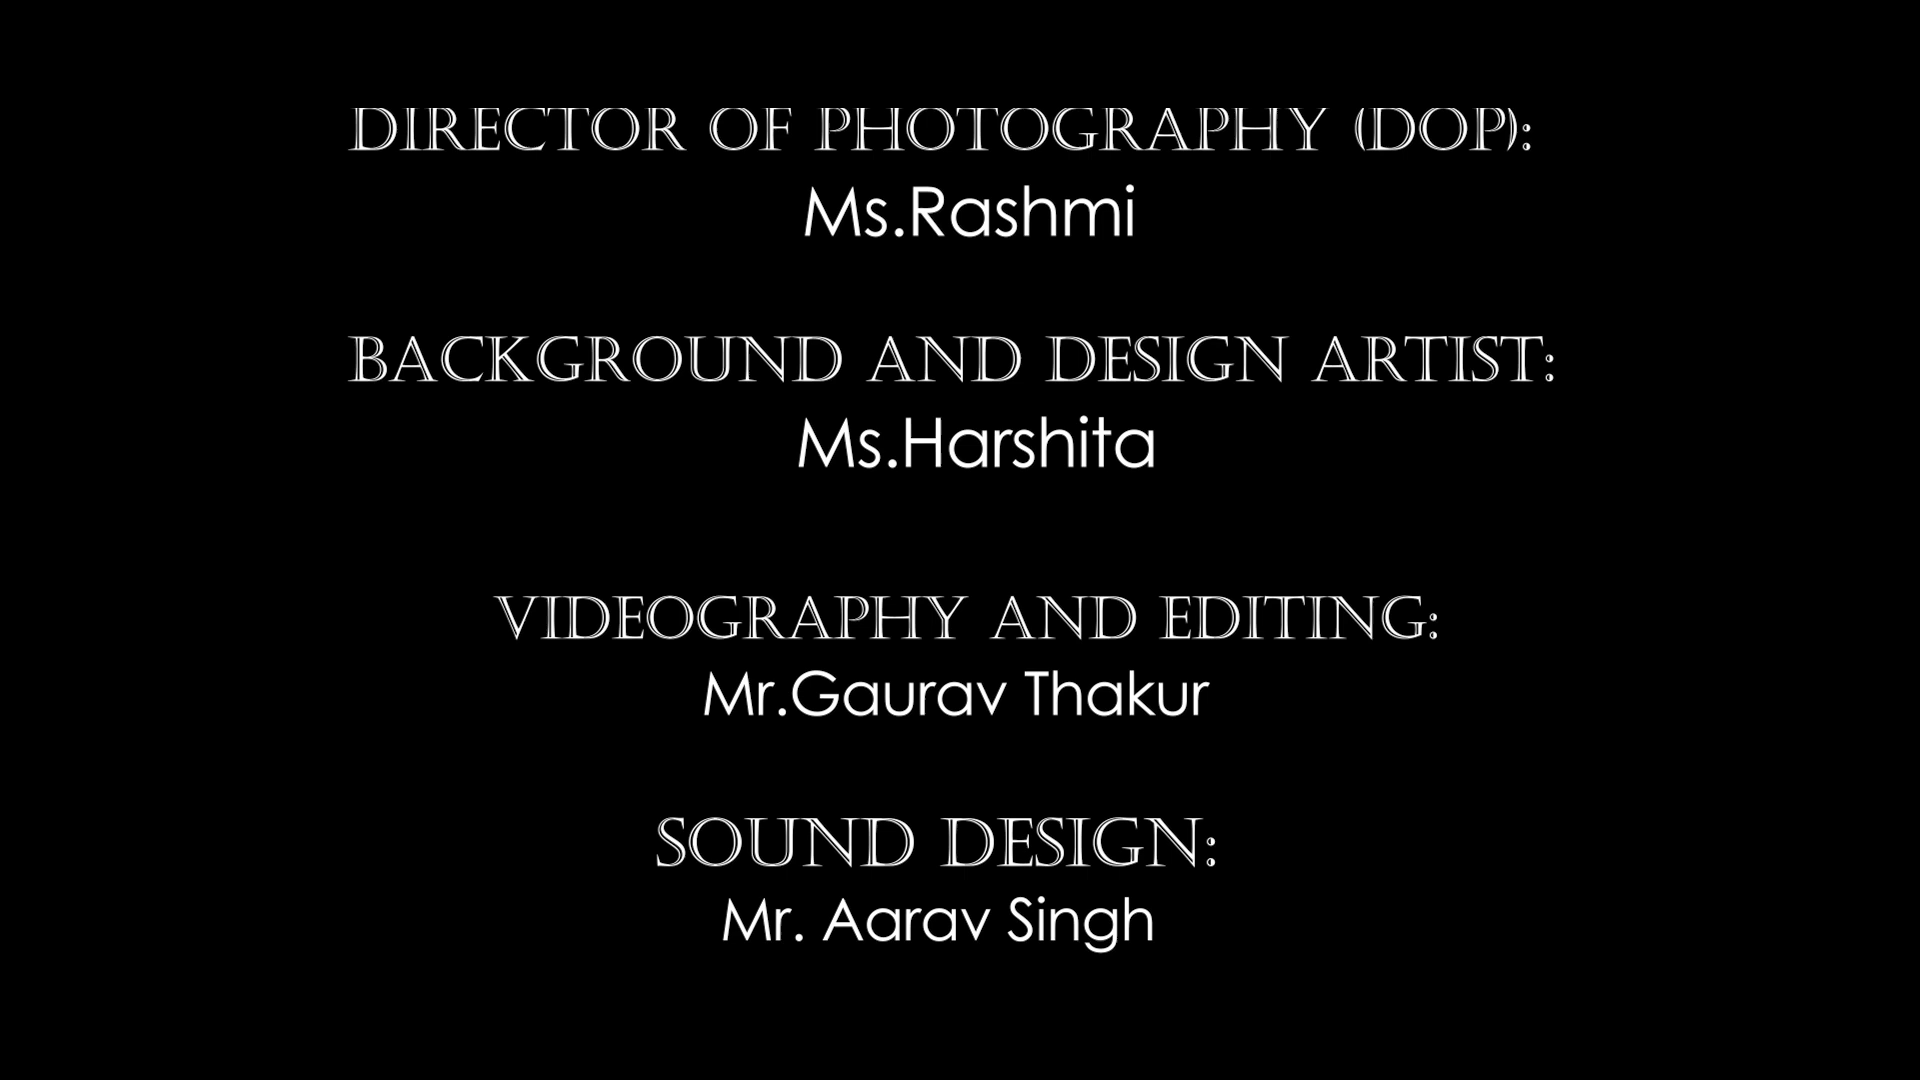 DIRECTOR OF PHOTOGRAPHY (DOP):
Ms.Rashmi
BACKGROUND AND DESIGN ARTIST:
Ms.Harshita
VIDEOGRAPHY AND EDITING:
Mr.Gaurav Thakur
SOUND DESIGN:
Mr. Aarav Singh